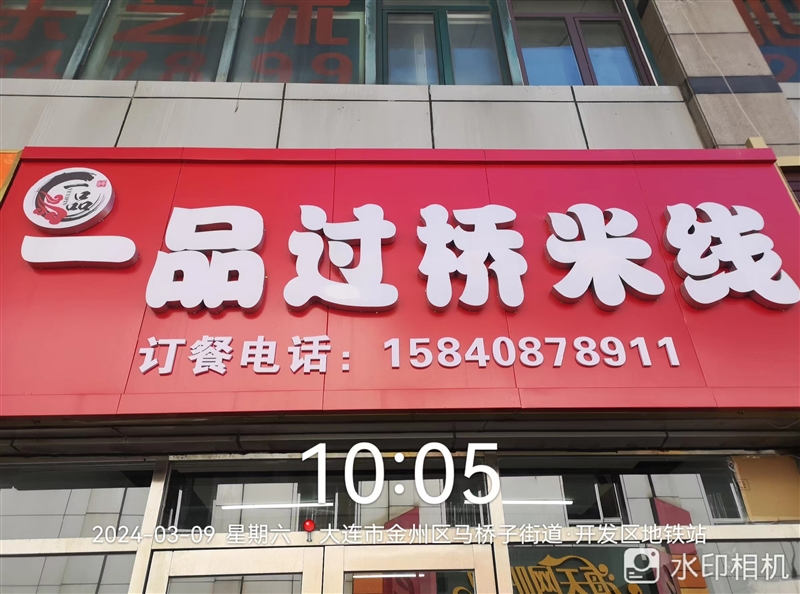 一品
一品过桥米线
订餐电话：15840878911
10:05
2024-03-09 星期六 大连市金州区马桥子街道·开发区地铁站
水印相机